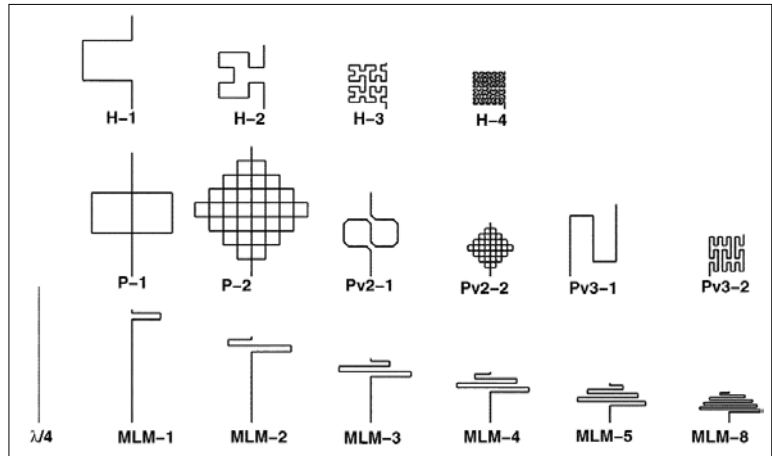 H-1 H-2 H-3 H-4
P-1 P-2 Pv2-1 Pv2-2 Pv3-1 Pv3-2
λ/4 MLM-1 MLM-2 MLM-3 MLM-4 MLM-5 MLM-8